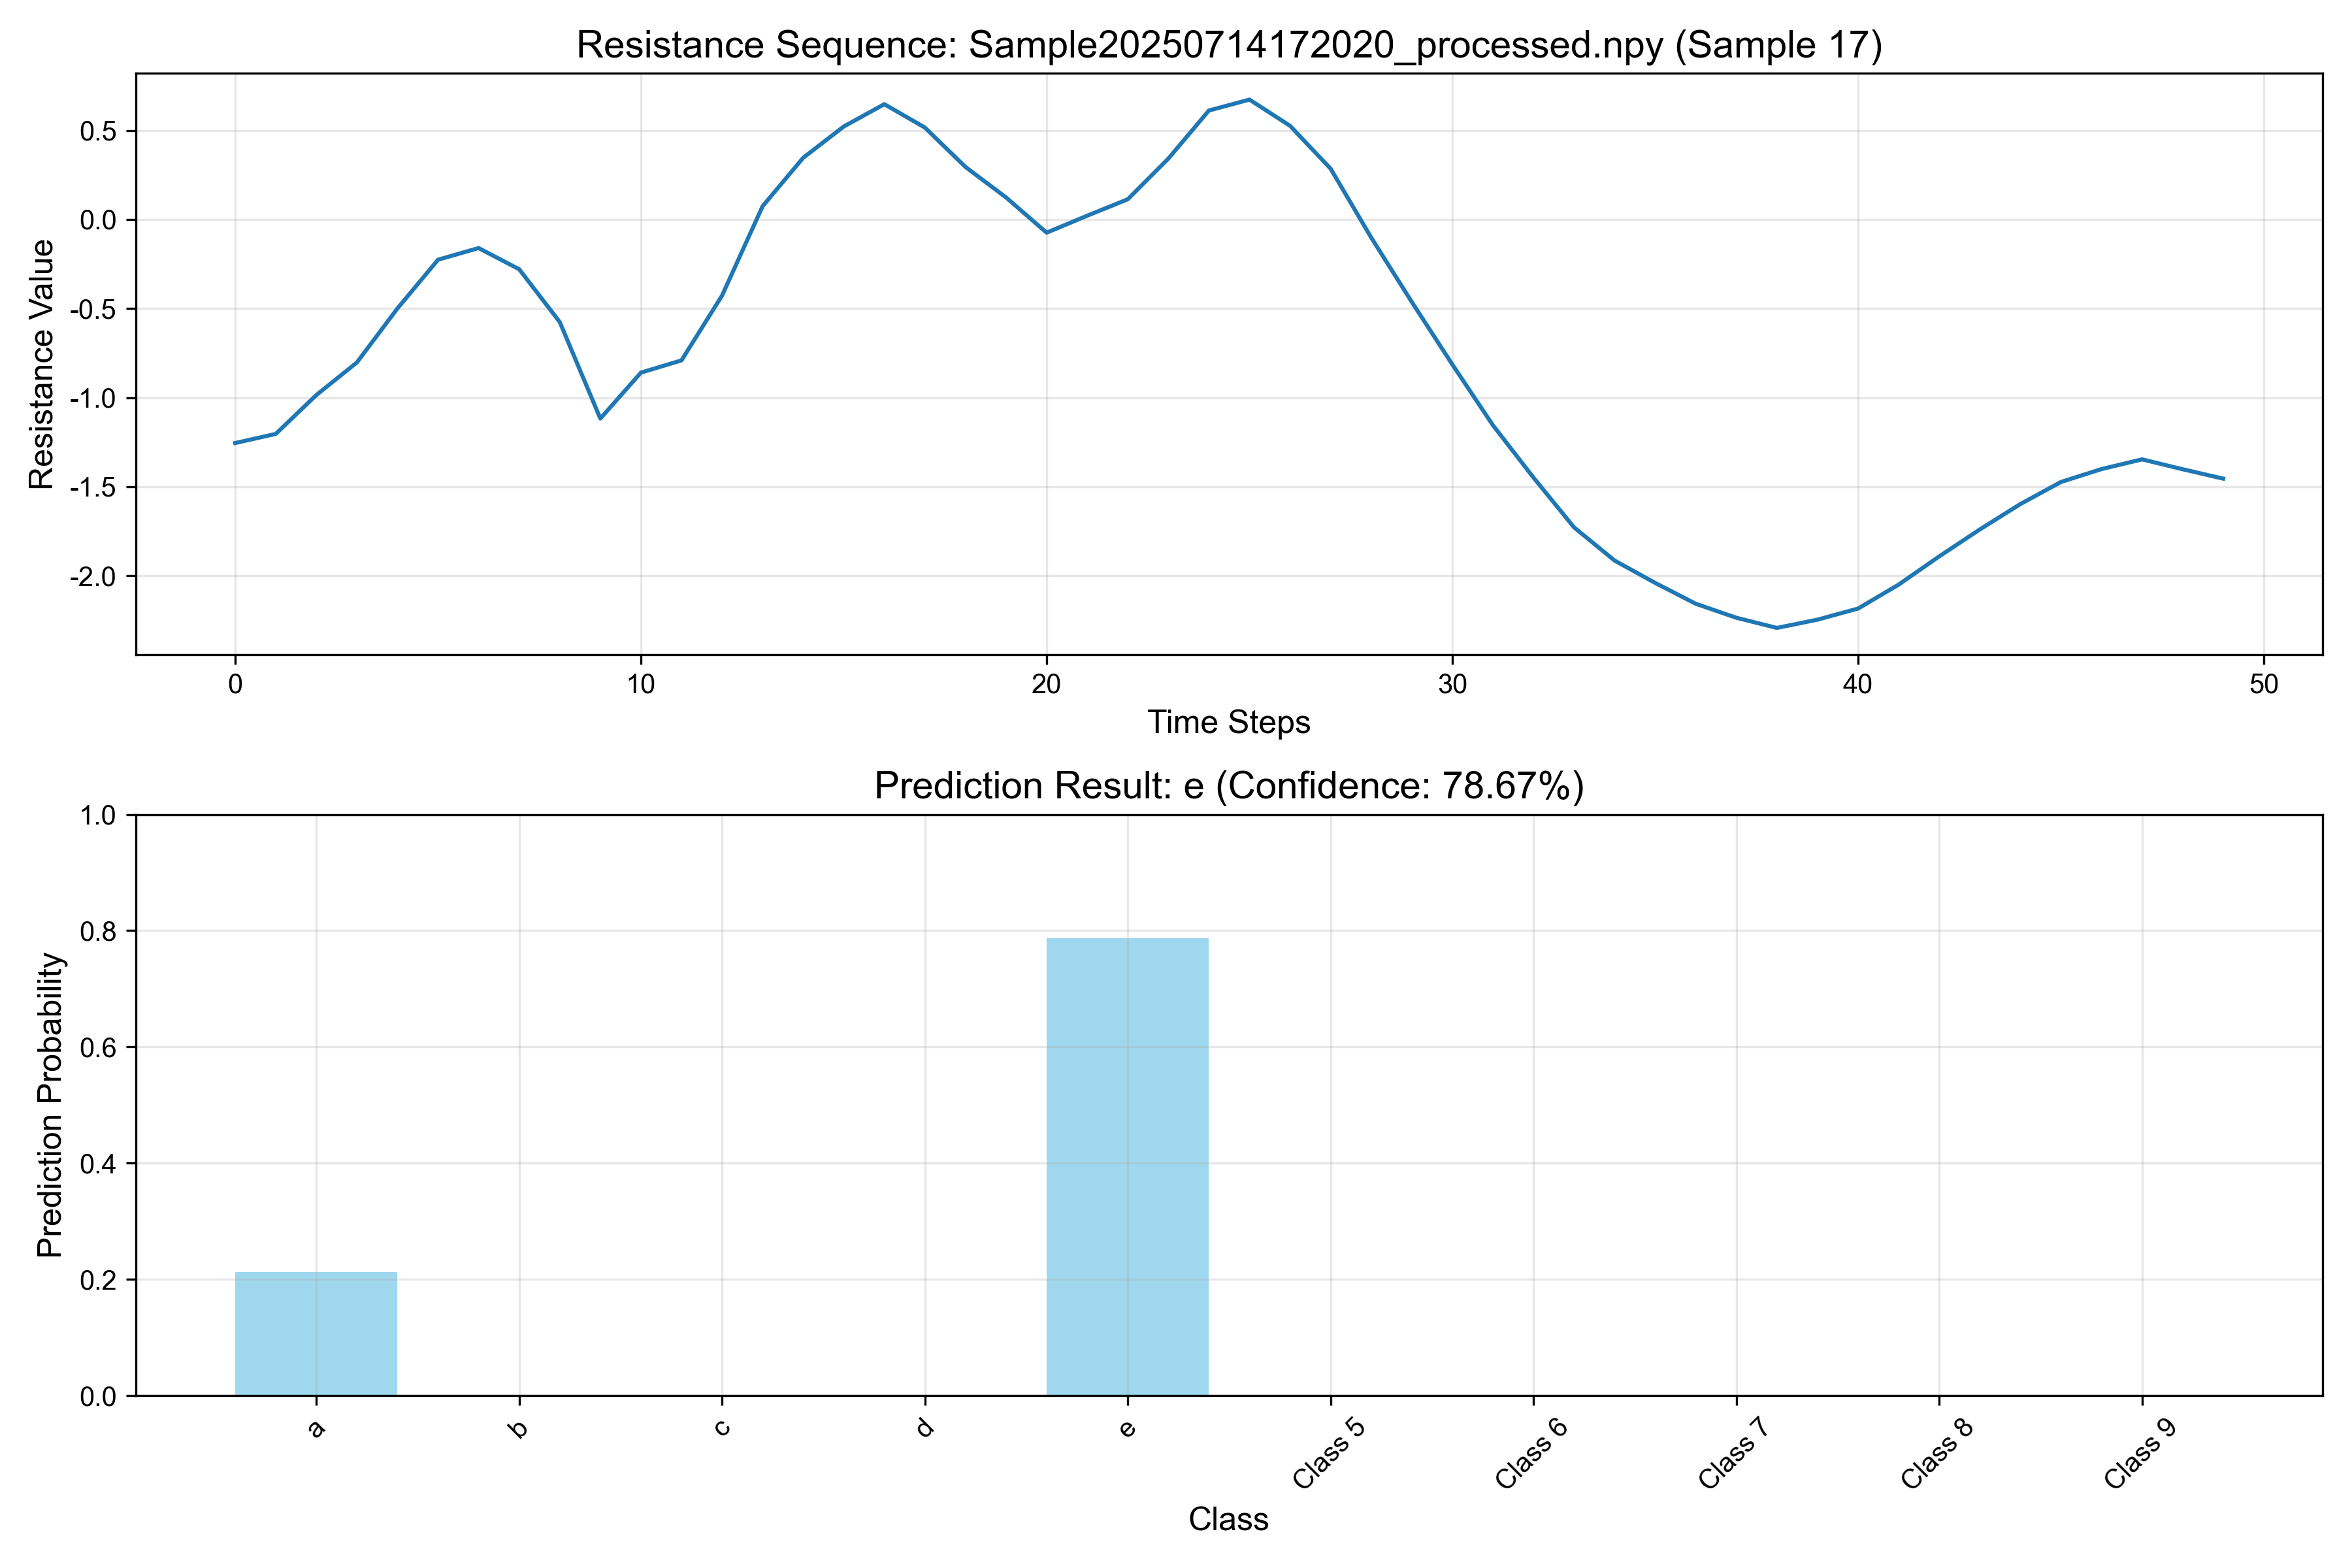 Resistance Sequence: Sample20250714172020_processed.npy (Sample 17)
Resistance Value
0.5
0.0
-0.5
-1.0
-1.5
-2.0
0 10 20 30 40 50
Time Steps
Prediction Result: e (Confidence: 78.67%)
Prediction Probability
1.0
0.8
0.6
0.4
0.2
0.0
a b c d e Class 5 Class 6 Class 7 Class 8 Class 9
Class